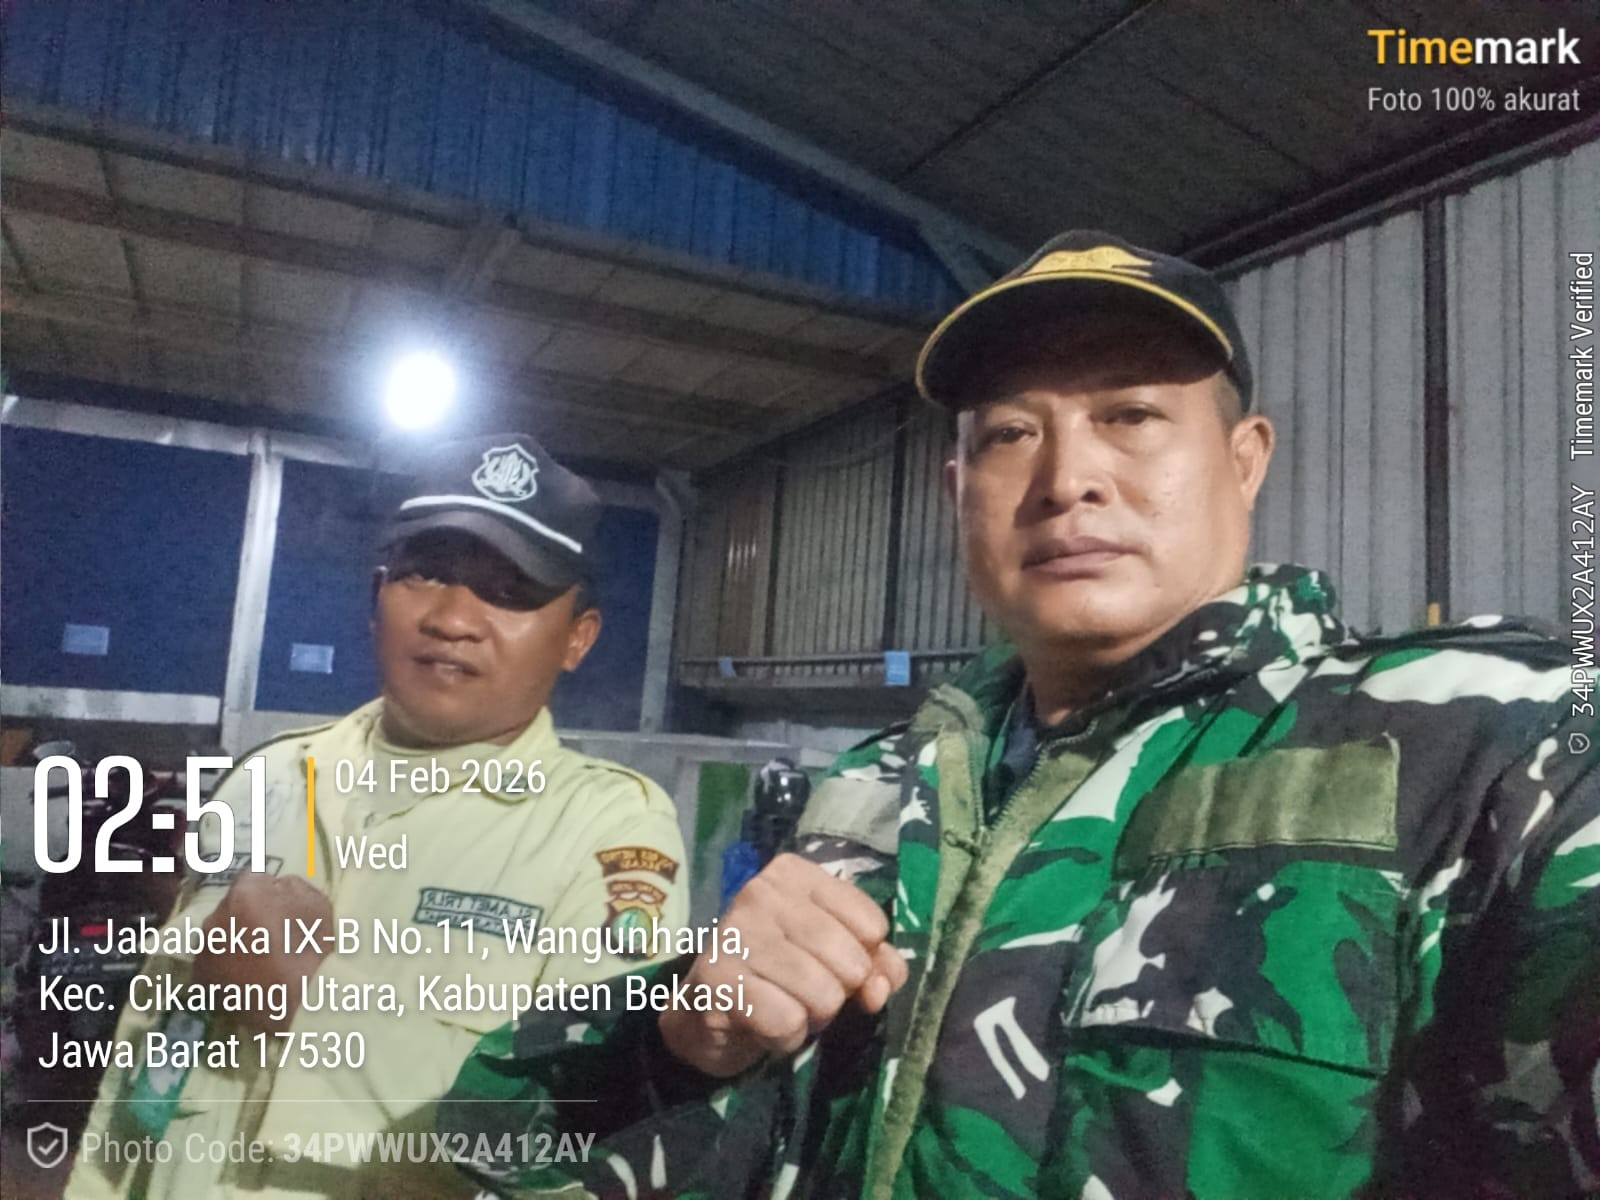 Timemark
Foto 100% akurat
02:51
04 Feb 2026
Wed
Jl. Jababeka IX-B No.11, Wangunharja,
Kec. Cikarang Utara, Kabupaten Bekasi,
Jawa Barat 17530
Photo Code: 34PWWUX2A412AY
34PWWUX2A412AY Timemark Verified